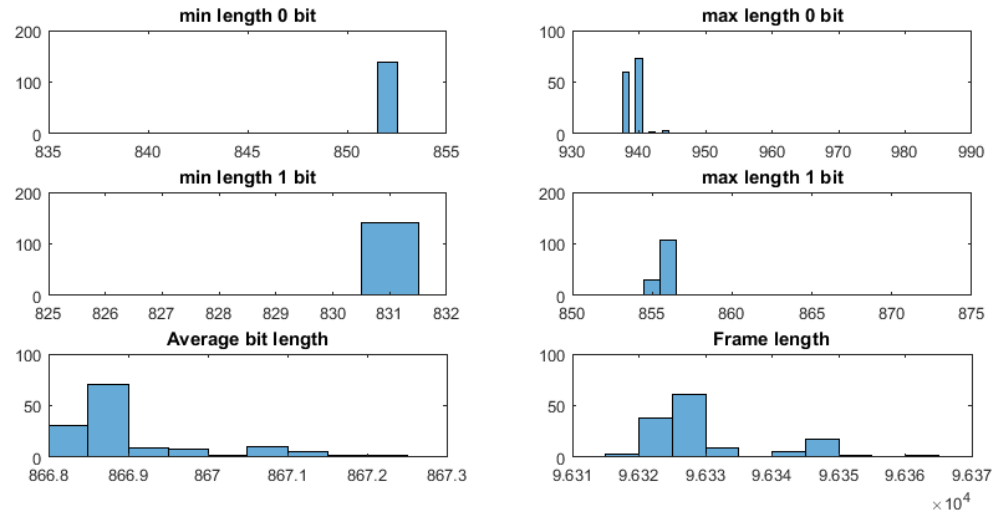 min length 0 bit
200
100
0
835 840 845 850 855
max length 0 bit
100
50
0
930 940 950 960 970 980 990
min length 1 bit
200
100
0
825 826 827 828 829 830 831 832
max length 1 bit
200
100
0
850 855 860 865 870 875
Average bit length
100
50
0
866.8 866.9 867 867.1 867.2 867.3
Frame length
100
50
0
9.631 9.632 9.633 9.634 9.635 9.636 9.637
×10^4